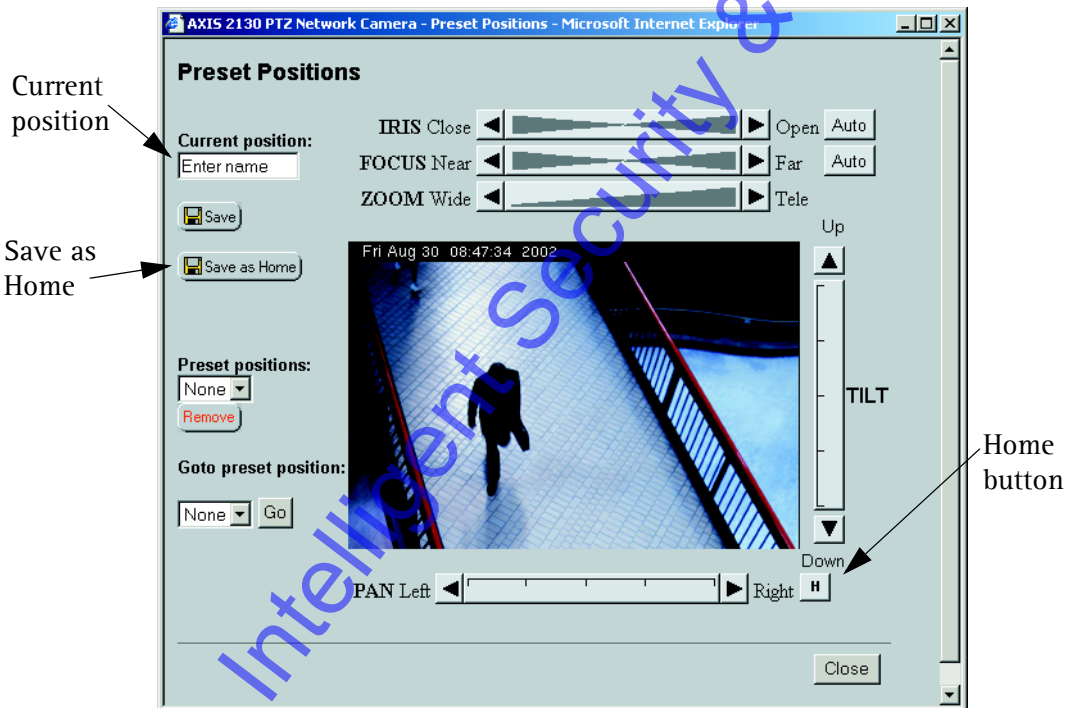 AXIS 2130 PTZ Network Camera - Preset Positions - Microsoft Internet Explorer
Preset Positions
Current position
Current position:
Enter name
Save
Save as Home
Save as Home
IRIS Close
Open
Auto
FOCUS Near
Far
Auto
ZOOM Wide
Tele
Up
Fri Aug 30 08:47:34 2002
TILT
Preset positions:
None
Remove
Goto preset position:
None
Go
Home button
Down
PAN Left
Right
H
Close
Intelligent Security &